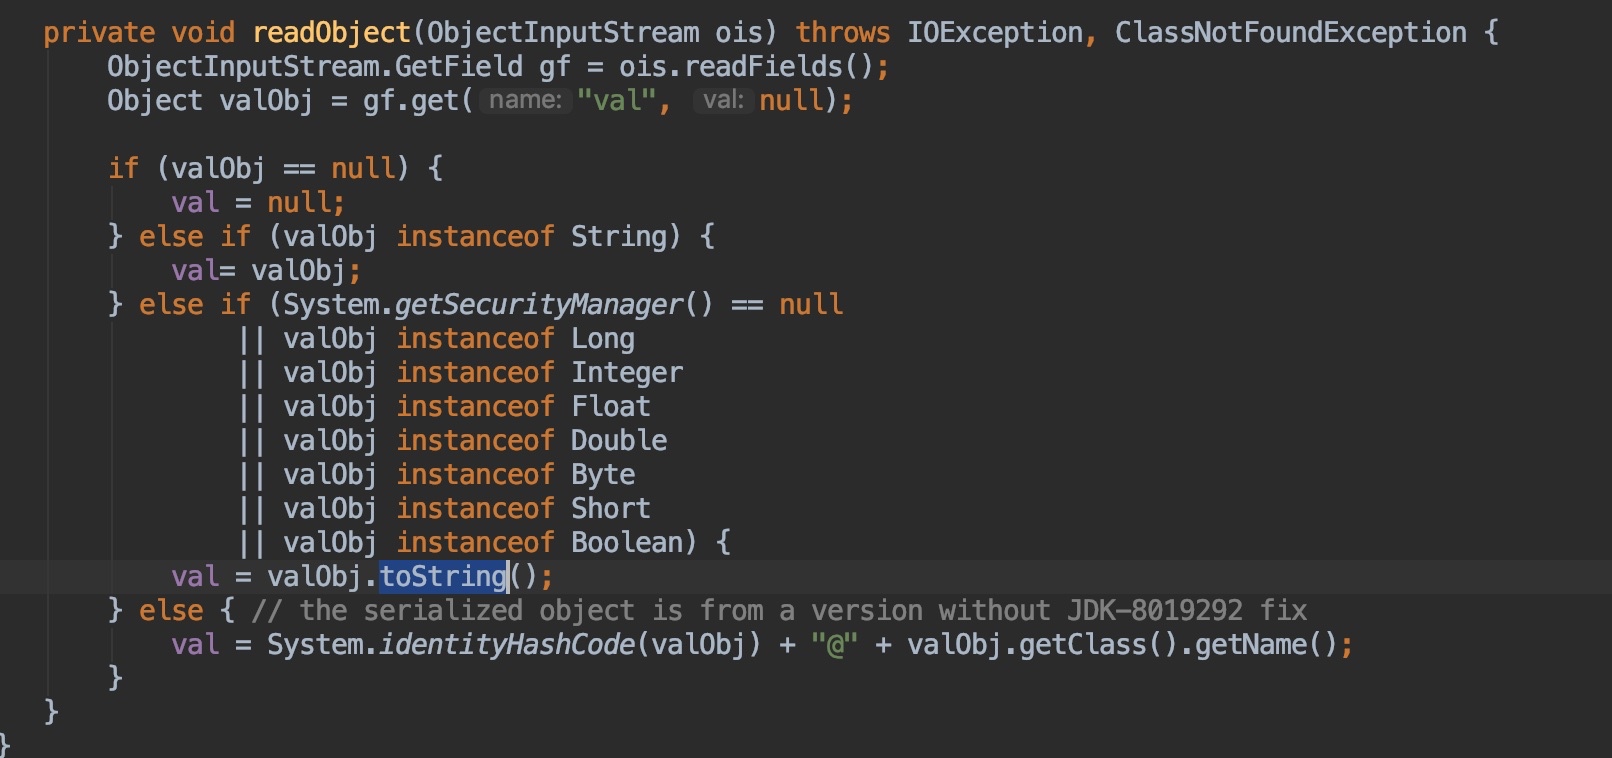 private void readObject(ObjectInputStream ois) throws IOException, ClassNotFoundException {
ObjectInputStream.GetField gf = ois.readFields();
Object valObj = gf.get( name: "val", val: null);
if (valObj == null) {
val = null;
} else if (valObj instanceof String) {
val= valObj;
} else if (System.getSecurityManager() == null
|| valObj instanceof Long
|| valObj instanceof Integer
|| valObj instanceof Float
|| valObj instanceof Double
|| valObj instanceof Byte
|| valObj instanceof Short
|| valObj instanceof Boolean) {
val = valObj.toString();
} else { // the serialized object is from a version without JDK-8019292 fix
val = System.identityHashCode(valObj) + "@" + valObj.getClass().getName();
}
}
}